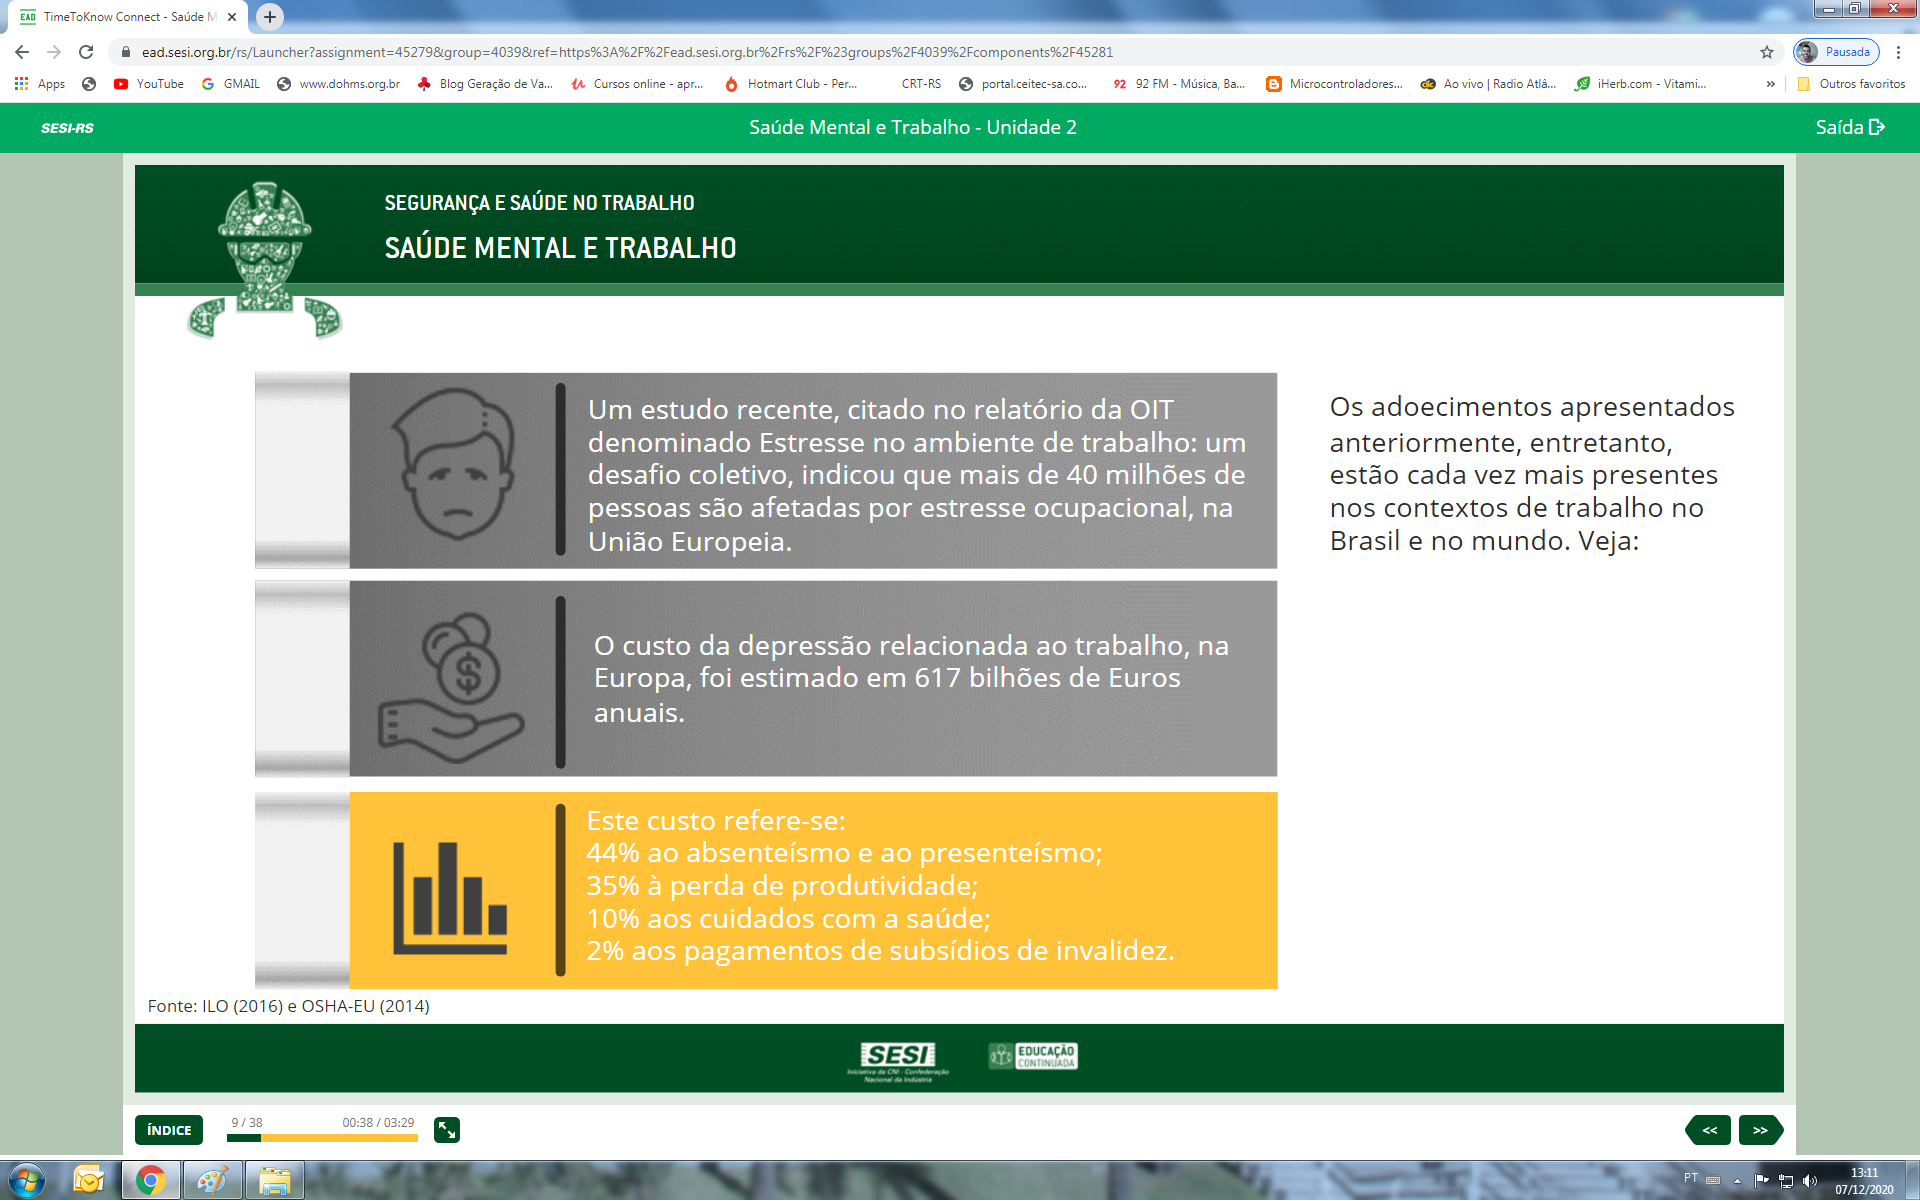 EAD TimeToKnow Connect - Saúde M
ead.sesi.org.br/rs/Launcher?assignment=45279&group=4039&ref=https%3A%2F%2Fead.sesi.org.br%2Frs%2F%23groups%2F4039%2Fcomponents%2F45281
Pausada
Apps YouTube GMAIL www.dohms.org.br Blog Geração de Va... Cursos online - apr... Hotmart Club - Per... CRT-RS portal.ceitec-sa.co... 92 92 FM - Música, Ba... Microcontroladores... Ao vivo | Radio Atlâ... iHerb.com - Vitami... » Outros favoritos
SESI-RS Saúde Mental e Trabalho - Unidade 2 Saída
SEGURANÇA E SAÚDE NO TRABALHO
SAÚDE MENTAL E TRABALHO
Um estudo recente, citado no relatório da OIT
denominado Estresse no ambiente de trabalho: um
desafio coletivo, indicou que mais de 40 milhões de
pessoas são afetadas por estresse ocupacional, na
União Europeia.
Os adoecimentos apresentados
anteriormente, entretanto,
estão cada vez mais presentes
nos contextos de trabalho no
Brasil e no mundo. Veja:
O custo da depressão relacionada ao trabalho, na
Europa, foi estimado em 617 bilhões de Euros
anuais.
Este custo refere-se:
44% ao absenteísmo e ao presenteísmo;
35% à perda de produtividade;
10% aos cuidados com a saúde;
2% aos pagamentos de subsídios de invalidez.
Fonte: ILO (2016) e OSHA-EU (2014)
SESI
Iniciativa da CNI - Confederação
Nacional da Indústria
EDUCAÇÃO
CONTINUADA
ÍNDICE
9 / 38 00:38 / 03:29
<< >>
PT
13:11
07/12/2020